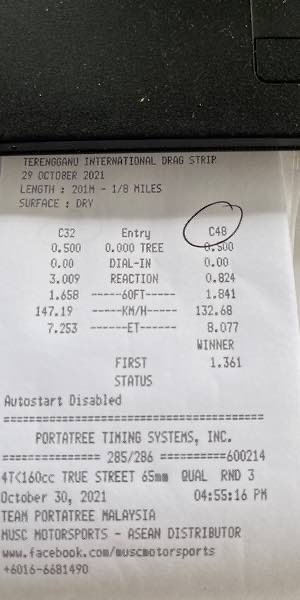 TERENGGANU INTERNATIONAL DRAG STRIP
29 OCTOBER 2021
LENGTH : 201M - 1/8 MILES
SURFACE : DRY
C32 Entry C48
0.500 0.000 TREE 0.500
0.00 DIAL-IN 0.00
3.009 REACTION 0.824
1.658 -----60FT----- 1.841
147.19 -----KM/H----- 132.68
7.253 ------ET------ 8.077
WINNER
FIRST 1.361
STATUS
Autostart Disabled
=====================================
PORTATREE TIMING SYSTEMS, INC.
============== 285/286 ==========600214
4T<160cc TRUE STREET 65mm QUAL RND 3
October 30, 2021 04:55:16 PM
TEAM PORTATREE MALAYSIA
MUSC MOTORSPORTS - ASEAN DISTRIBUTOR
www.facebook.com/muscmotorsports
+6016-6681490